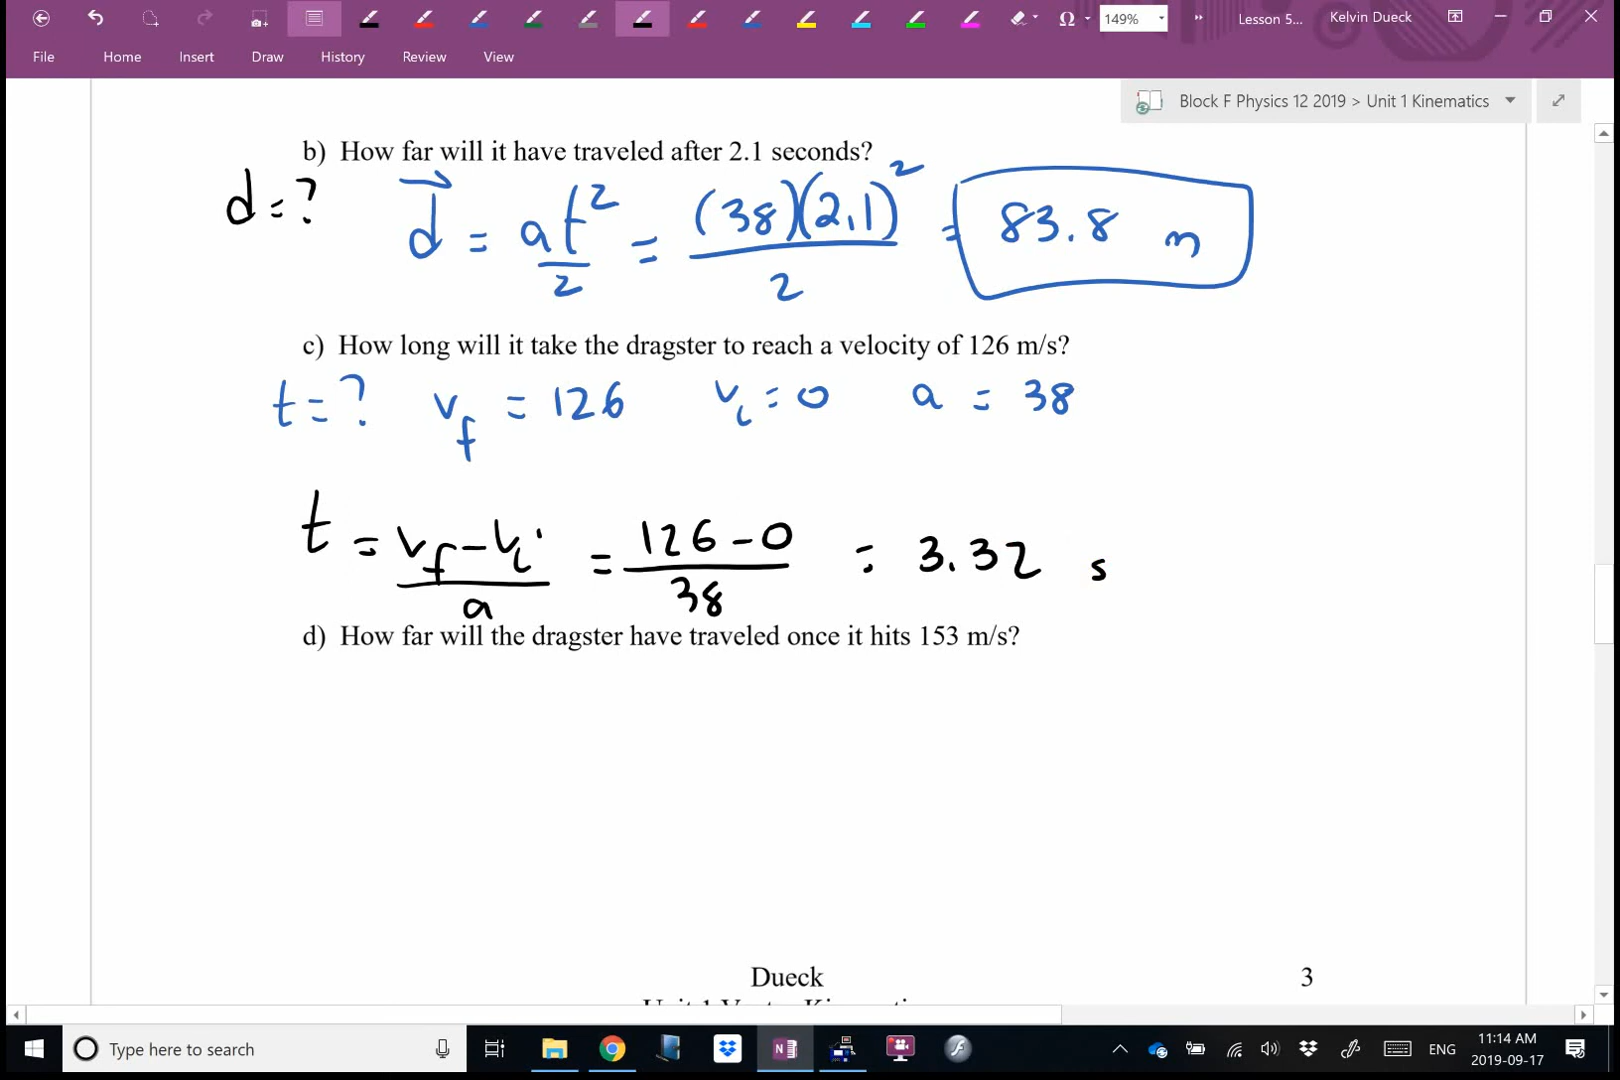 149%
Lesson 5...
Kelvin Dueck
File Home Insert Draw History Review View
Block F Physics 12 2019 > Unit 1 Kinematics
b) How far will it have traveled after 2.1 seconds?
d = ? d = at²/2 = (38)(2.1)²/2 = 83.8 m
c) How long will it take the dragster to reach a velocity of 126 m/s?
t = ? vf = 126 vi = 0 a = 38
t = vf - vi/a = 126 - 0/38 = 3.32 s
d) How far will the dragster have traveled once it hits 153 m/s?
Dueck 3
Type here to search
ENG
11:14 AM
2019-09-17